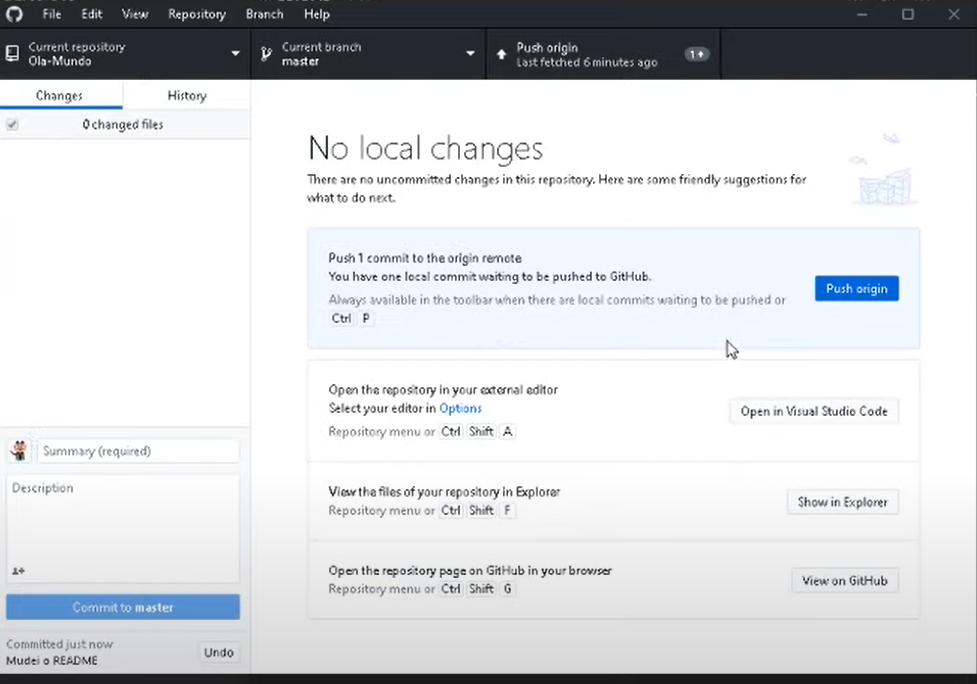 File Edit View Repository Branch Help
Current repository
Ola-Mundo
Current branch
master
Push origin
Last fetched 6 minutes ago
1
Changes
History
0 changed files
No local changes
There are no uncommitted changes in this repository. Here are some friendly suggestions for
what to do next.
Push 1 commit to the origin remote
You have one local commit waiting to be pushed to GitHub.
Always available in the toolbar when there are local commits waiting to be pushed or
Ctrl P
Push origin
Open the repository in your external editor
Select your editor in Options
Repository menu or Ctrl Shift A
Open in Visual Studio Code
View the files of your repository in Explorer
Repository menu or Ctrl Shift F
Show in Explorer
Open the repository page on GitHub in your browser
Repository menu or Ctrl Shift G
View on GitHub
Summary (required)
Description
Commit to master
Committed just now
Mudei o README
Undo